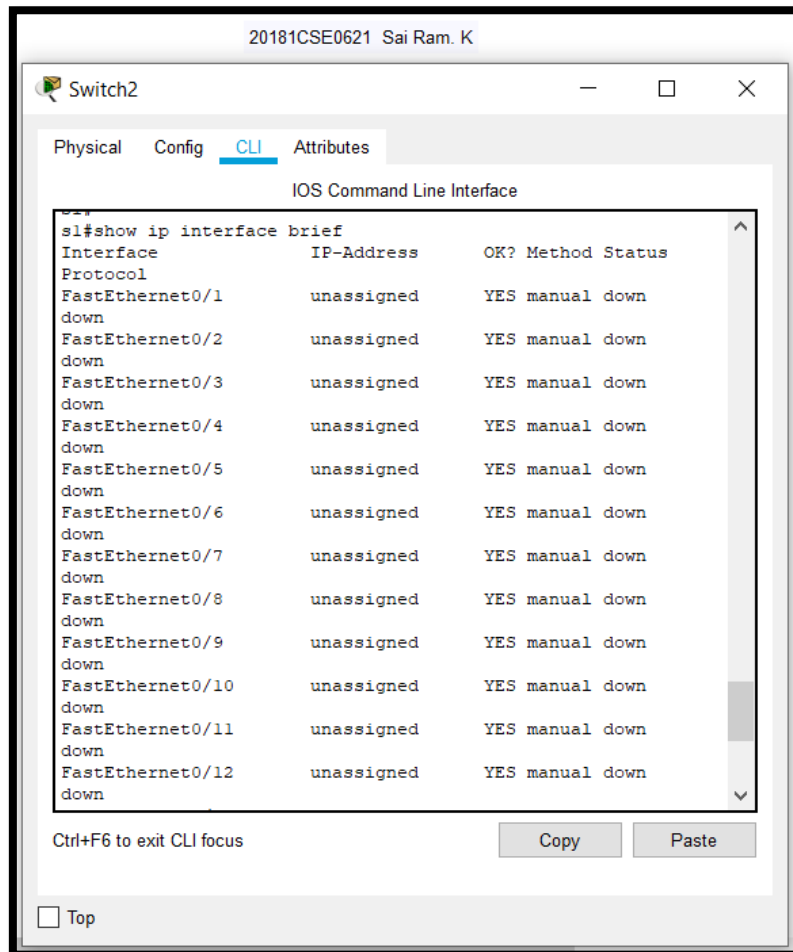 20181CSE0621 Sai Ram. K
Switch2
Physical Config CLI Attributes
IOS Command Line Interface
s1#show ip interface brief
Interface IP-Address OK? Method Status
Protocol
FastEthernet0/1 unassigned YES manual down
down
FastEthernet0/2 unassigned YES manual down
down
FastEthernet0/3 unassigned YES manual down
down
FastEthernet0/4 unassigned YES manual down
down
FastEthernet0/5 unassigned YES manual down
down
FastEthernet0/6 unassigned YES manual down
down
FastEthernet0/7 unassigned YES manual down
down
FastEthernet0/8 unassigned YES manual down
down
FastEthernet0/9 unassigned YES manual down
down
FastEthernet0/10 unassigned YES manual down
down
FastEthernet0/11 unassigned YES manual down
down
FastEthernet0/12 unassigned YES manual down
down
Ctrl+F6 to exit CLI focus Copy Paste
Top